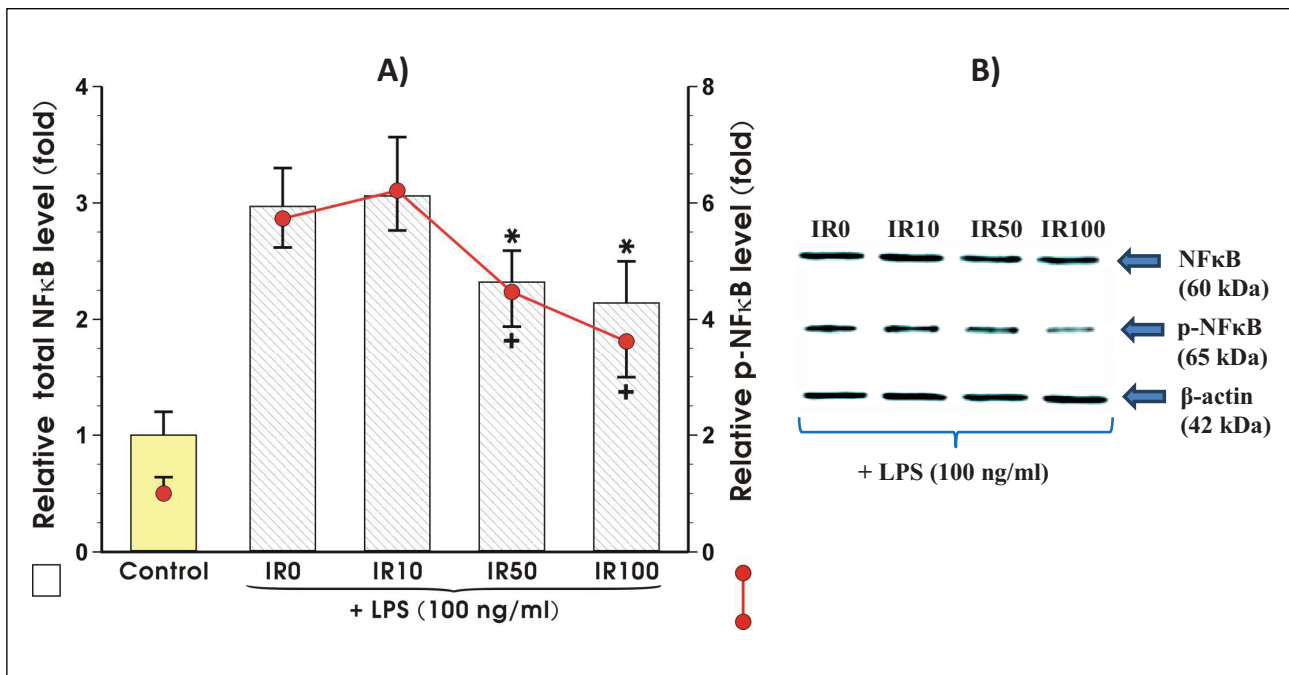 A)
Relative total NFκB level (fold)
4
3
2
1
0
*
*
+
+
8
6
4
2
0
Relative p-NFκB level (fold)
Control IR0 IR10 IR50 IR100
+ LPS (100 ng/ml)
B)
IR0 IR10 IR50 IR100
NFκB
(60 kDa)
p-NFκB
(65 kDa)
β-actin
(42 kDa)
+ LPS (100 ng/ml)